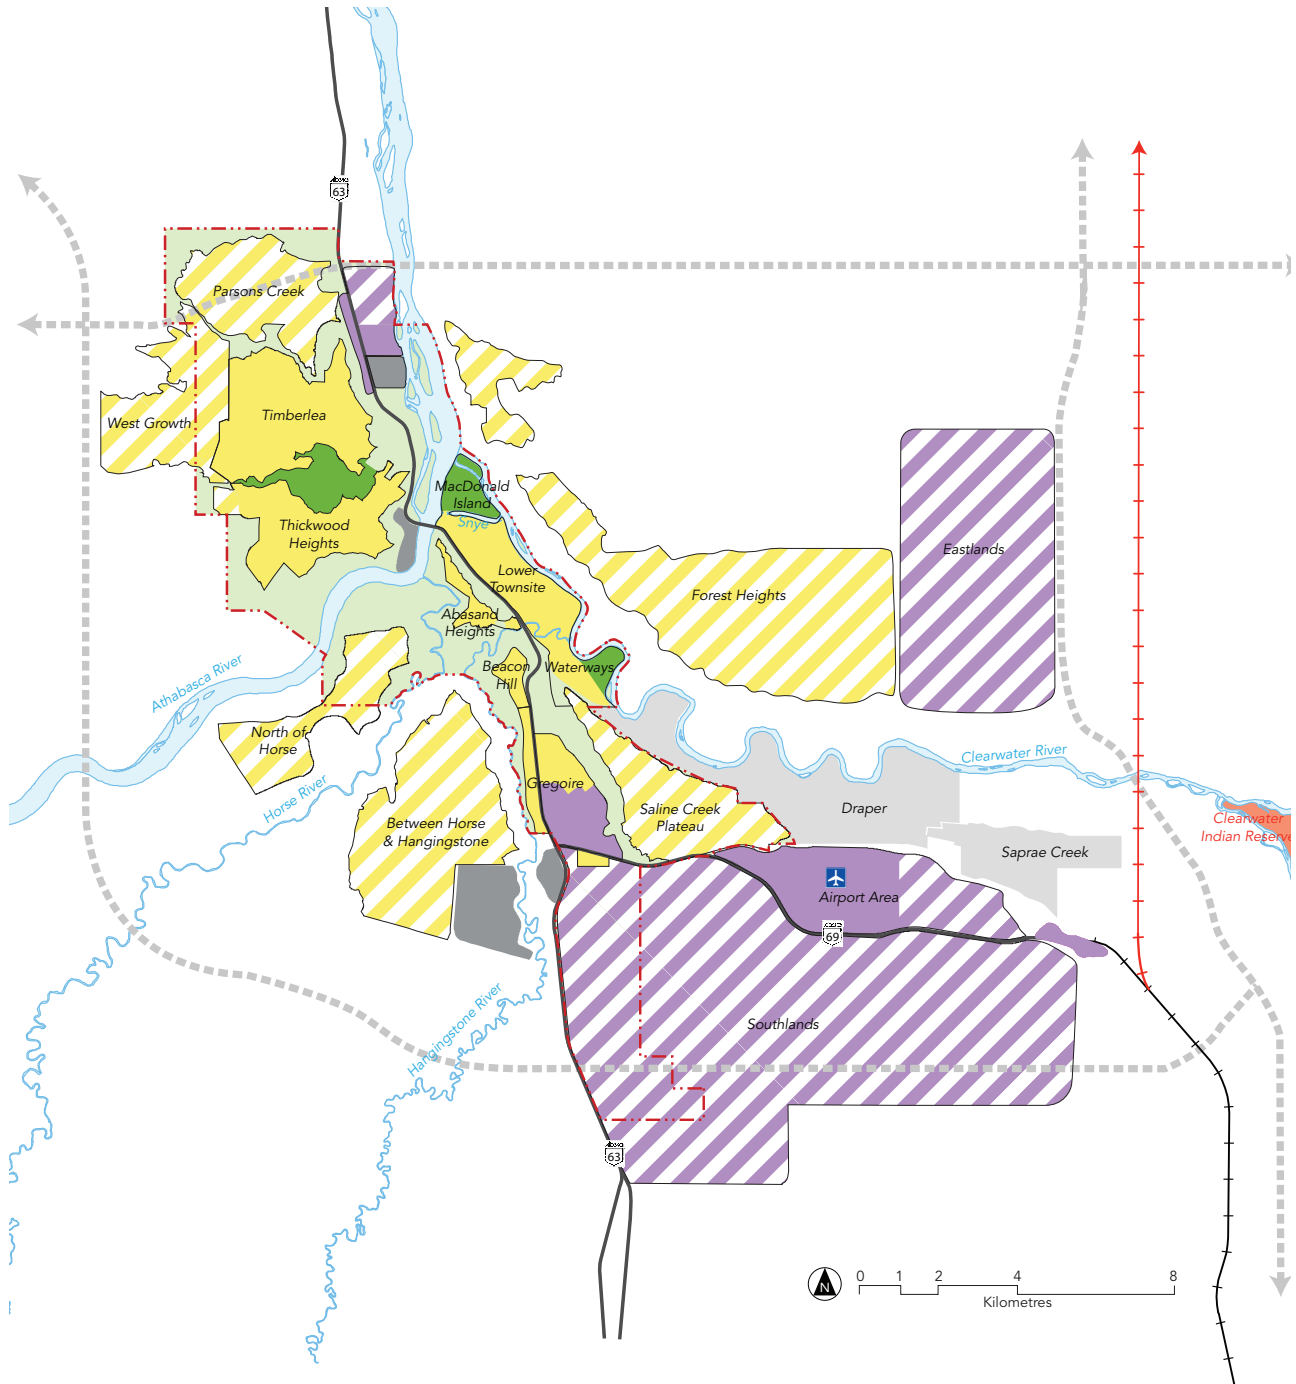 63
Parsons Creek
West Growth
Timberlea
MacDonald
Island
Snye
Thickwood
Heights
Eastlands
Lower
Townsite
Forest Heights
Abasand
Heights
Beacon
Hill
Waterways
Athabasca River
North of
Horse
Clearwater River
Horse River
Gregoire
Saline Creek
Plateau
Draper
Clearwater
Indian Reserve
Between Horse
& Hangingstone
Saprae Creek
Airport Area
69
Hangingstone River
Southlands
63
N
0 1 2 4 8
Kilometres